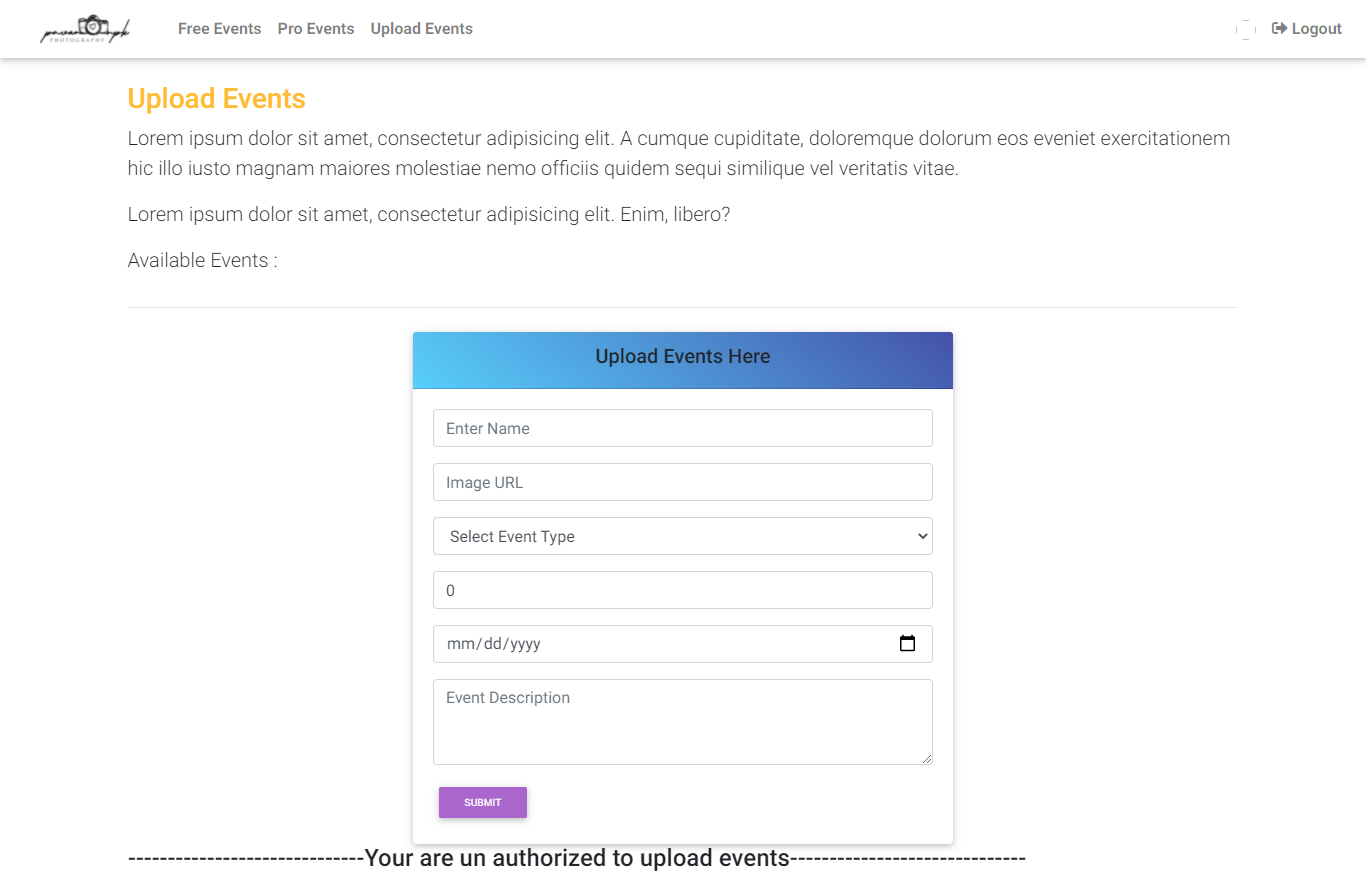 PHOTOGRAPHY
Free Events Pro Events Upload Events Logout
Upload Events
Lorem ipsum dolor sit amet, consectetur adipisicing elit. A cumque cupiditate, doloremque dolorum eos eveniet exercitationem
hic illo iusto magnam maiores molestiae nemo officiis quidem sequi similique vel veritatis vitae.
Lorem ipsum dolor sit amet, consectetur adipisicing elit. Enim, libero?
Available Events :
Upload Events Here
Enter Name
Image URL
Select Event Type
0
mm/dd/yyyy
Event Description
SUBMIT
------------------------------Your are un authorized to upload events------------------------------